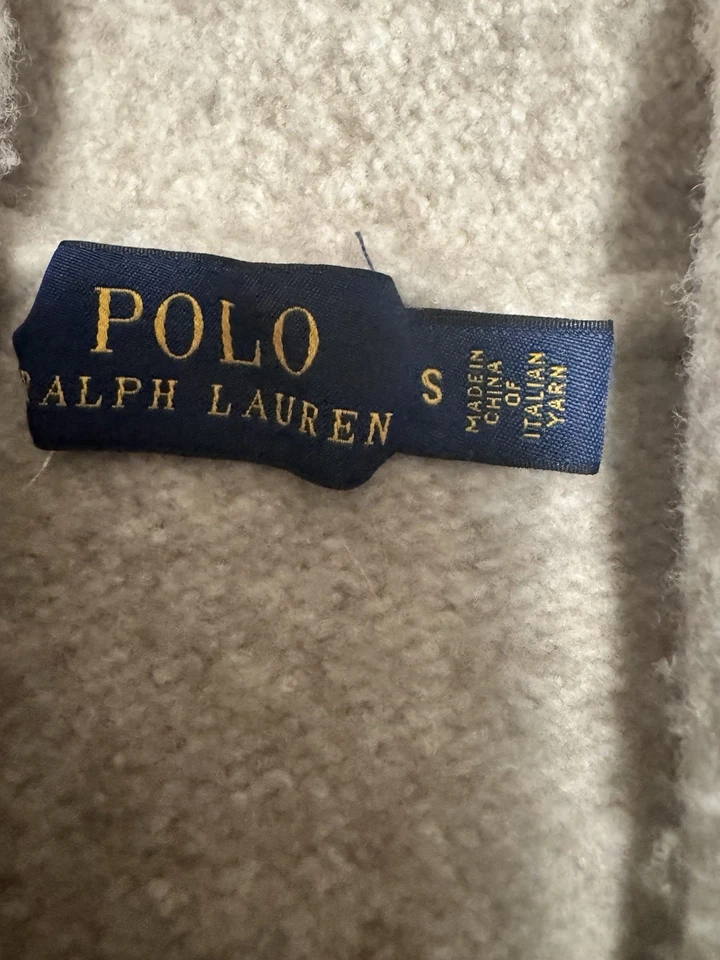 POLO
RALPH LAUREN
S
MADE IN
CHINA
OF
ITALIAN
YARN